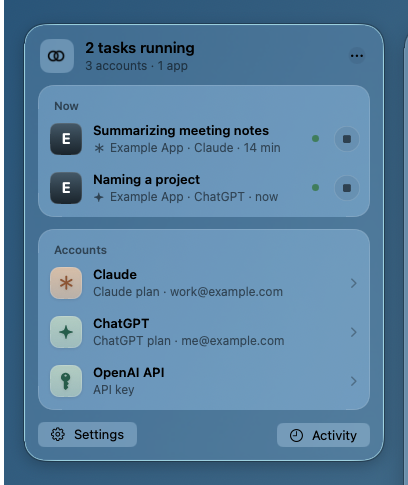 2 tasks running
3 accounts · 1 app
Now
E
Summarizing meeting notes
Example App · Claude · 14 min
E
Naming a project
Example App · ChatGPT · now
Accounts
Claude
Claude plan · work@example.com
ChatGPT
ChatGPT plan · me@example.com
OpenAI API
API key
Settings
Activity